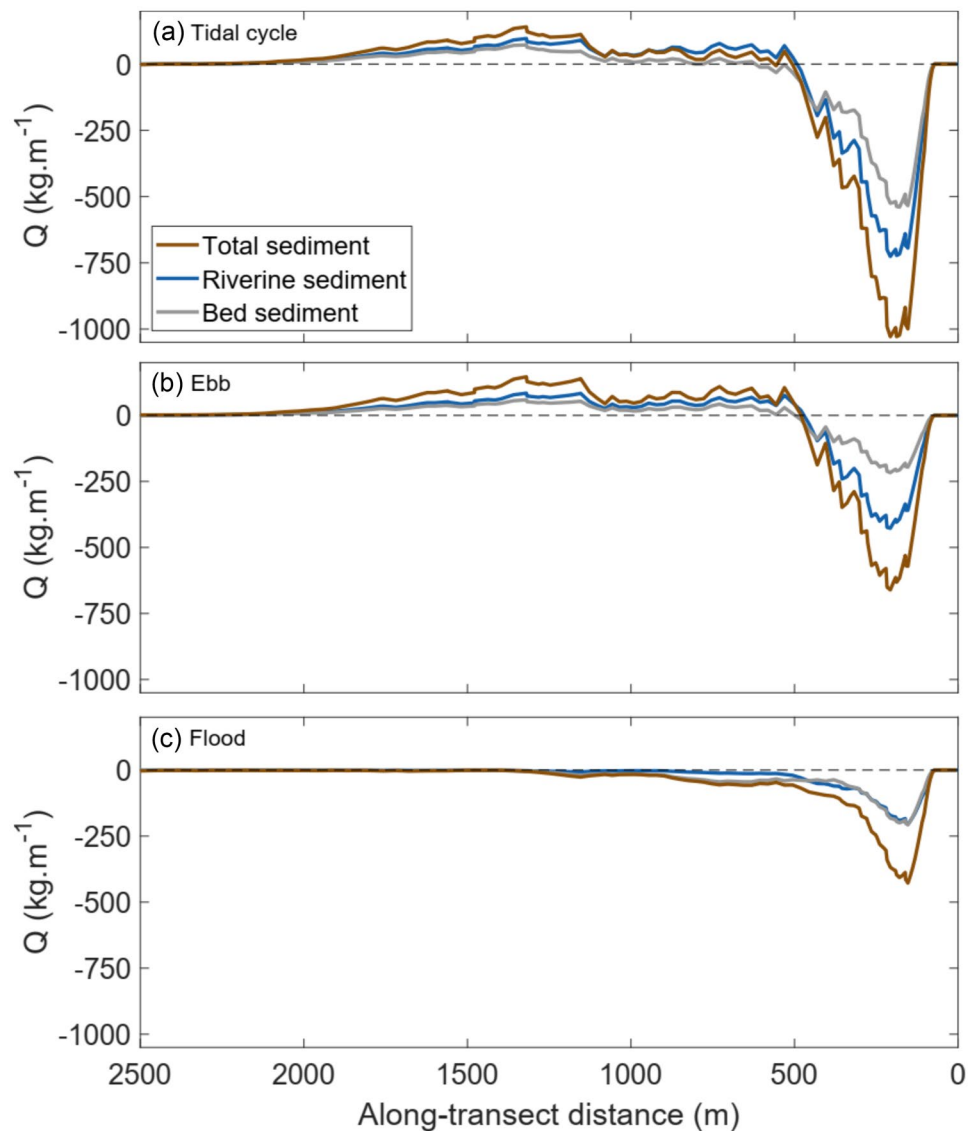 (a) Tidal cycle
0
-250
-500
-750
-1000
Q (kg.m⁻¹)
Total sediment
Riverine sediment
Bed sediment
(b) Ebb
0
-250
-500
-750
-1000
Q (kg.m⁻¹)
(c) Flood
0
-250
-500
-750
-1000
Q (kg.m⁻¹)
2500 2000 1500 1000 500 0
Along-transect distance (m)